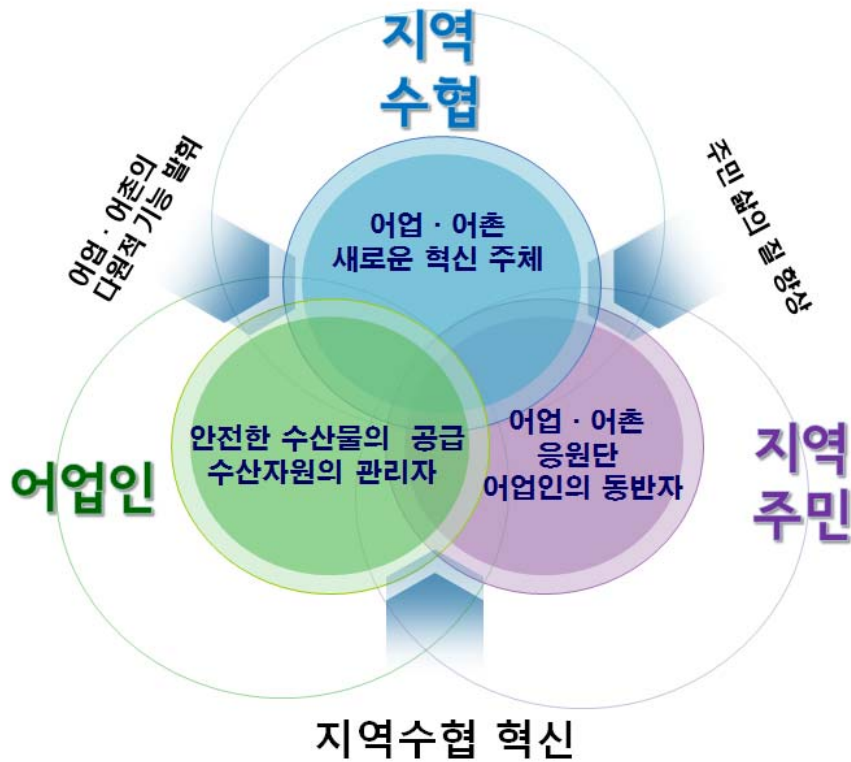 지역
수협
어업 · 어촌의
다원적 기능 발휘
주민 삶의 질 향상
어업 · 어촌
새로운 혁신 주체
어업인
안전한 수산물의 공급
수산자원의 관리자
어업 · 어촌
응원단
어업인의 동반자
지역
주민
지역수협 혁신